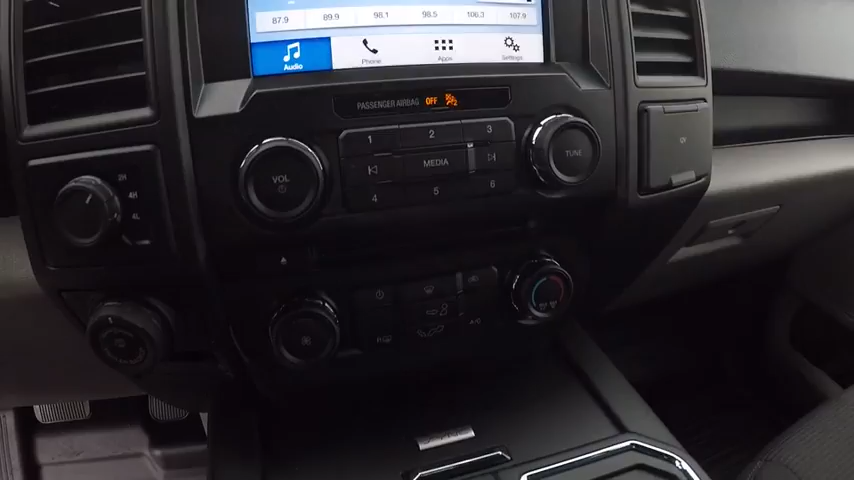 87.9 89.9 98.1 98.5 106.3 107.9
Audio Phone Apps Settings
PASSENGER AIRBAG OFF
1 2 3
VOL MEDIA TUNE
4 5 6
2H
4H
4L
A/C